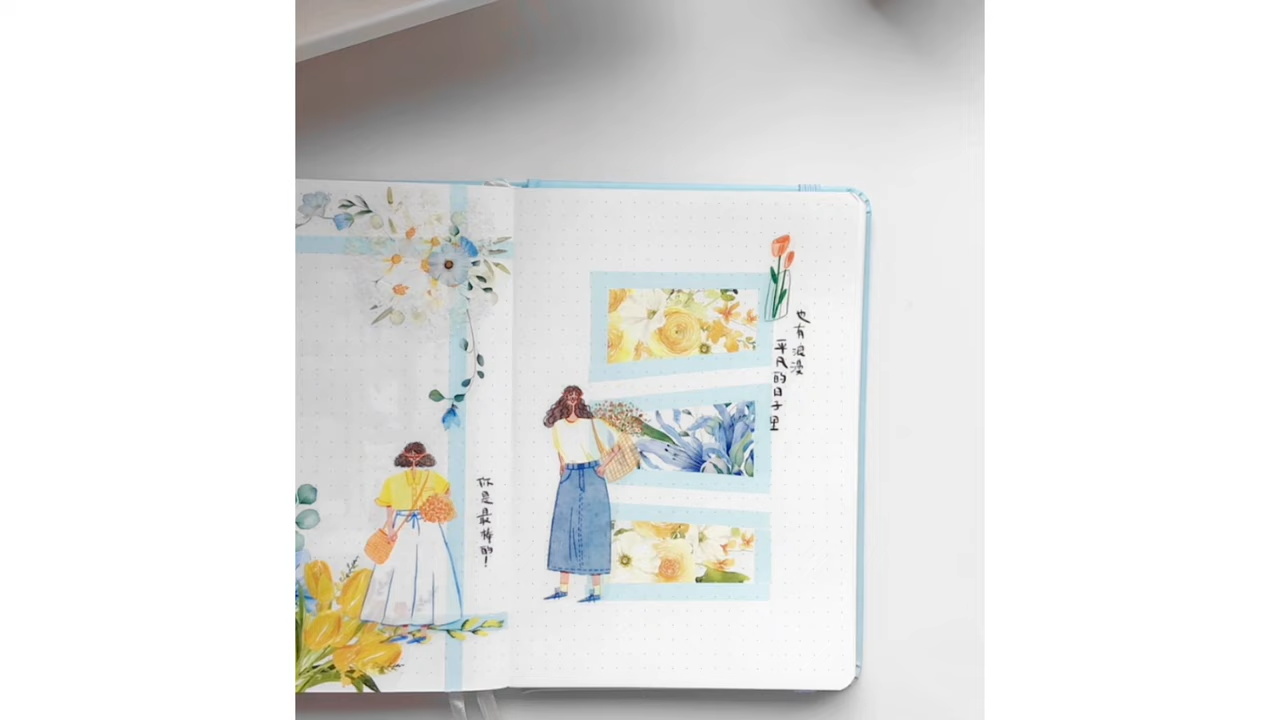 你是最棒的！
平凡的日子里
也有浪漫